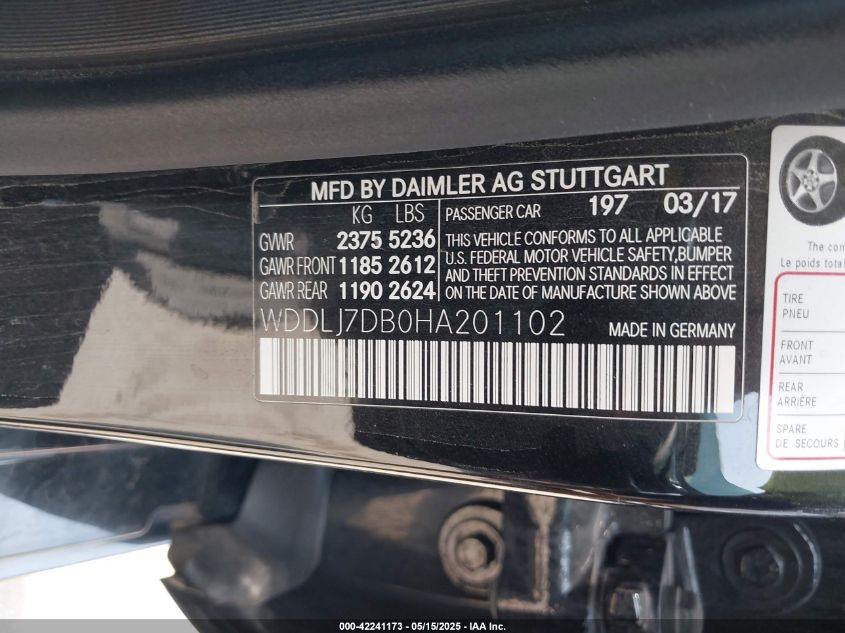 MFD BY DAIMLER AG STUTTGART
KG LBS
GVWR 2375 5236
GAWR FRONT 1185 2612
GAWR REAR 1190 2624
PASSENGER CAR 197 03/17
THIS VEHICLE CONFORMS TO ALL APPLICABLE
U.S. FEDERAL MOTOR VEHICLE SAFETY,BUMPER
AND THEFT PREVENTION STANDARDS IN EFFECT
ON THE DATE OF MANUFACTURE SHOWN ABOVE
WDDLJ7DB0HA201102
MADE IN GERMANY
The
Le poids
TIRE
PNEU
FRONT
AVANT
REAR
ARRIÈRE
SPARE
DE SECOURS
000-42241173 - 05/15/2025 - IAA Inc.